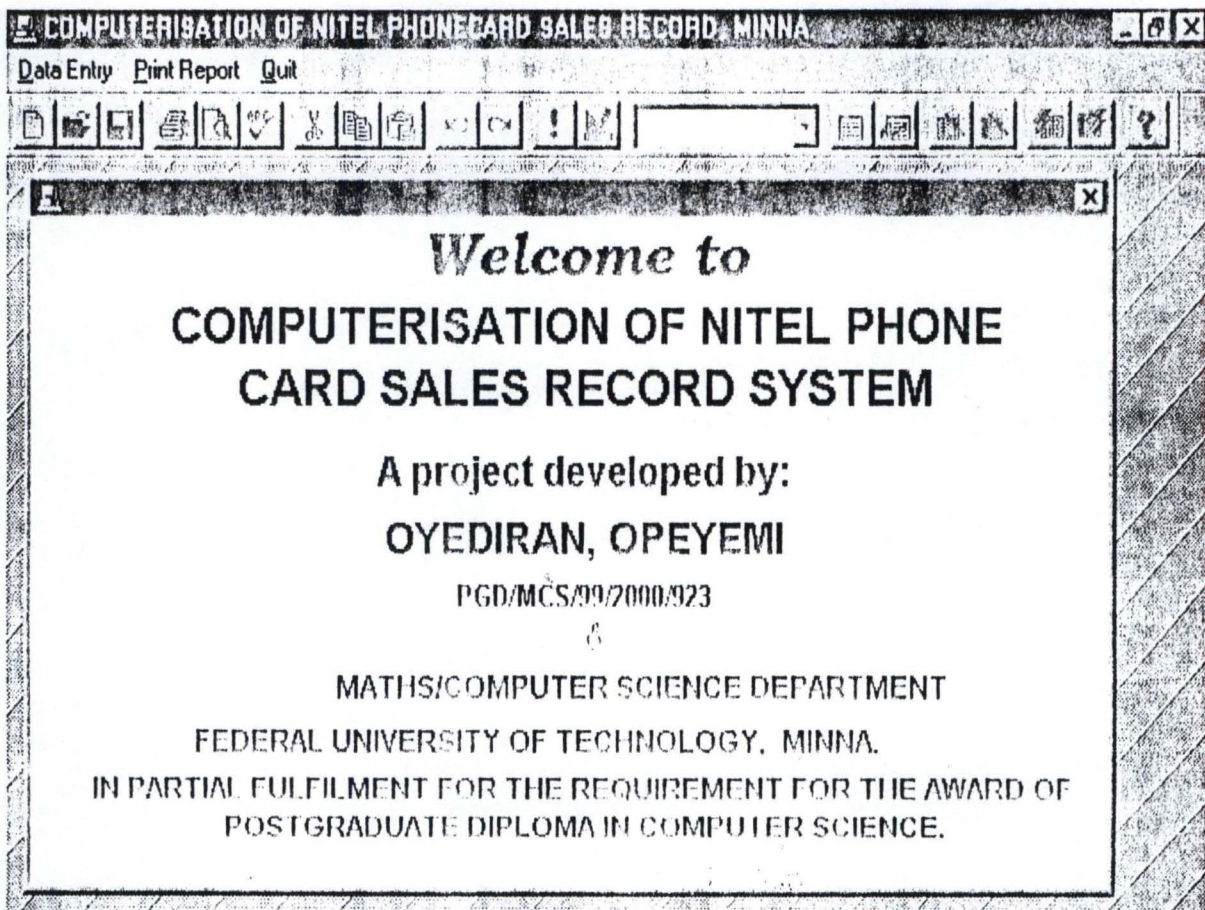 COMPUTERISATION OF NITEL PHONECARD SALES RECORD, MINNA.
Data Entry Print Report Quit
Welcome to
COMPUTERISATION OF NITEL PHONE
CARD SALES RECORD SYSTEM
A project developed by:
OYEDIRAN, OPEYEMI
PGD/MCS/99/2000/923
MATHS/COMPUTER SCIENCE DEPARTMENT
FEDERAL UNIVERSITY OF TECHNOLOGY, MINNA.
IN PARTIAL FULFILMENT FOR THE REQUIREMENT FOR THE AWARD OF
POSTGRADUATE DIPLOMA IN COMPUTER SCIENCE.